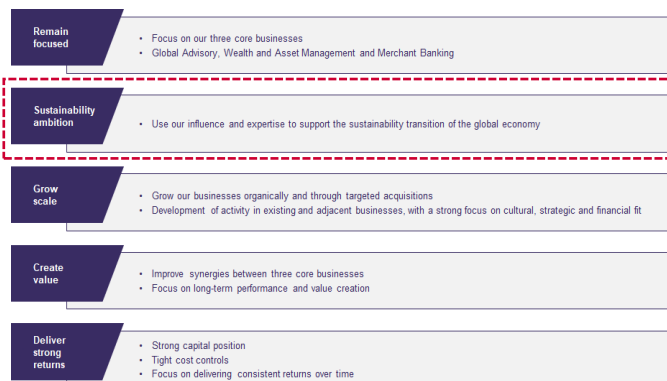 Remain
focused
• Focus on our three core businesses
• Global Advisory, Wealth and Asset Management and Merchant Banking
Sustainability
ambition
• Use our influence and expertise to support the sustainability transition of the global economy
Grow
scale
• Grow our businesses organically and through targeted acquisitions
• Development of activity in existing and adjacent businesses, with a strong focus on cultural, strategic and financial fit
Create
value
• Improve synergies between three core businesses
• Focus on long-term performance and value creation
Deliver
strong
returns
• Strong capital position
• Tight cost controls
• Focus on delivering consistent returns over time